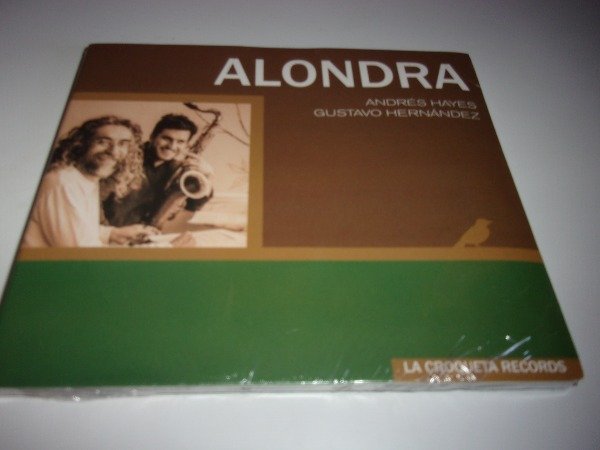 ALONDRA
ANDRÉS HAYES
GUSTAVO HERNÁNDEZ
LA CROQUETA RECORDS